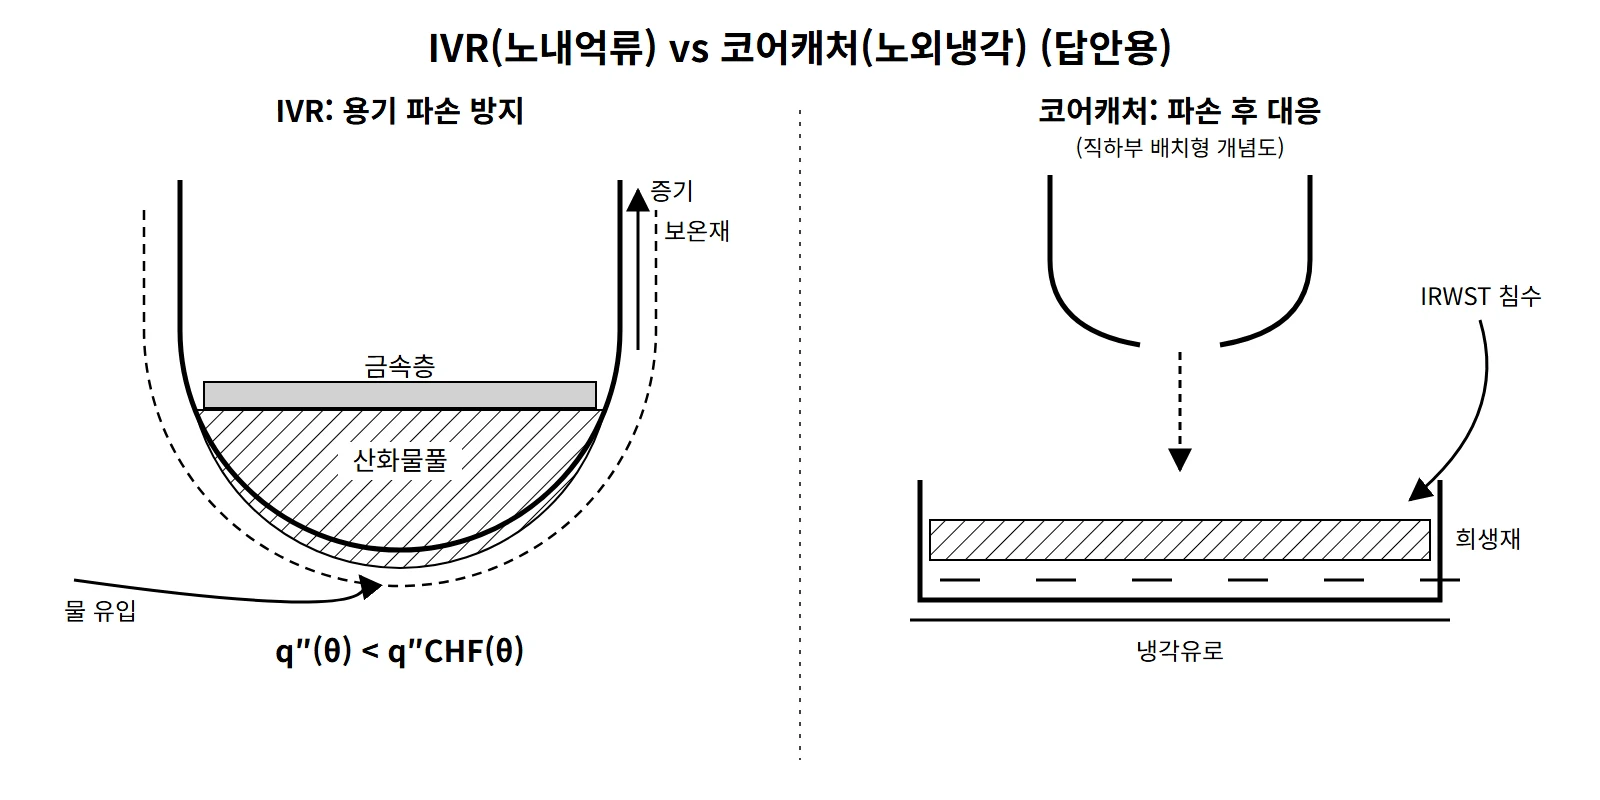 IVR(노내억류) vs 코어캐처(노외냉각) (답안용)
IVR: 용기 파손 방지
증기
보온재
금속층
산화물풀
물 유입
q″(θ) < q″CHF(θ)
코어캐처: 파손 후 대응
(직하부 배치형 개념도)
IRWST 침수
희생재
냉각유로